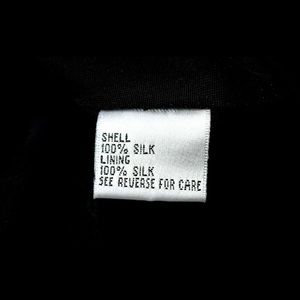 SHELL
100% SILK
LINING
100% SILK
SEE REVERSE FOR CARE